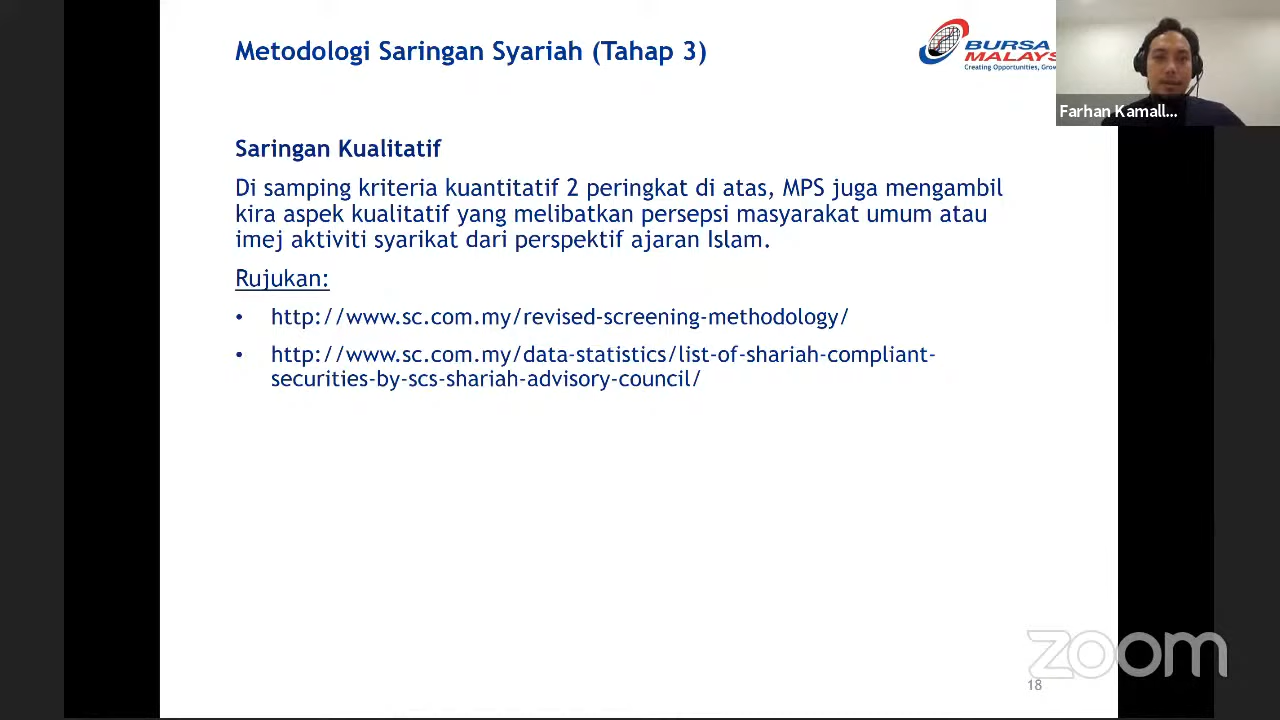 Metodologi Saringan Syariah (Tahap 3)
BURSA
MALAYS
Creating Opportunities, Grow
Farhan Kamall...
Saringan Kualitatif
Di samping kriteria kuantitatif 2 peringkat di atas, MPS juga mengambil
kira aspek kualitatif yang melibatkan persepsi masyarakat umum atau
imej aktiviti syarikat dari perspektif ajaran Islam.
Rujukan:
• http://www.sc.com.my/revised-screening-methodology/
• http://www.sc.com.my/data-statistics/list-of-shariah-compliant-
securities-by-scs-shariah-advisory-council/
zoom
18